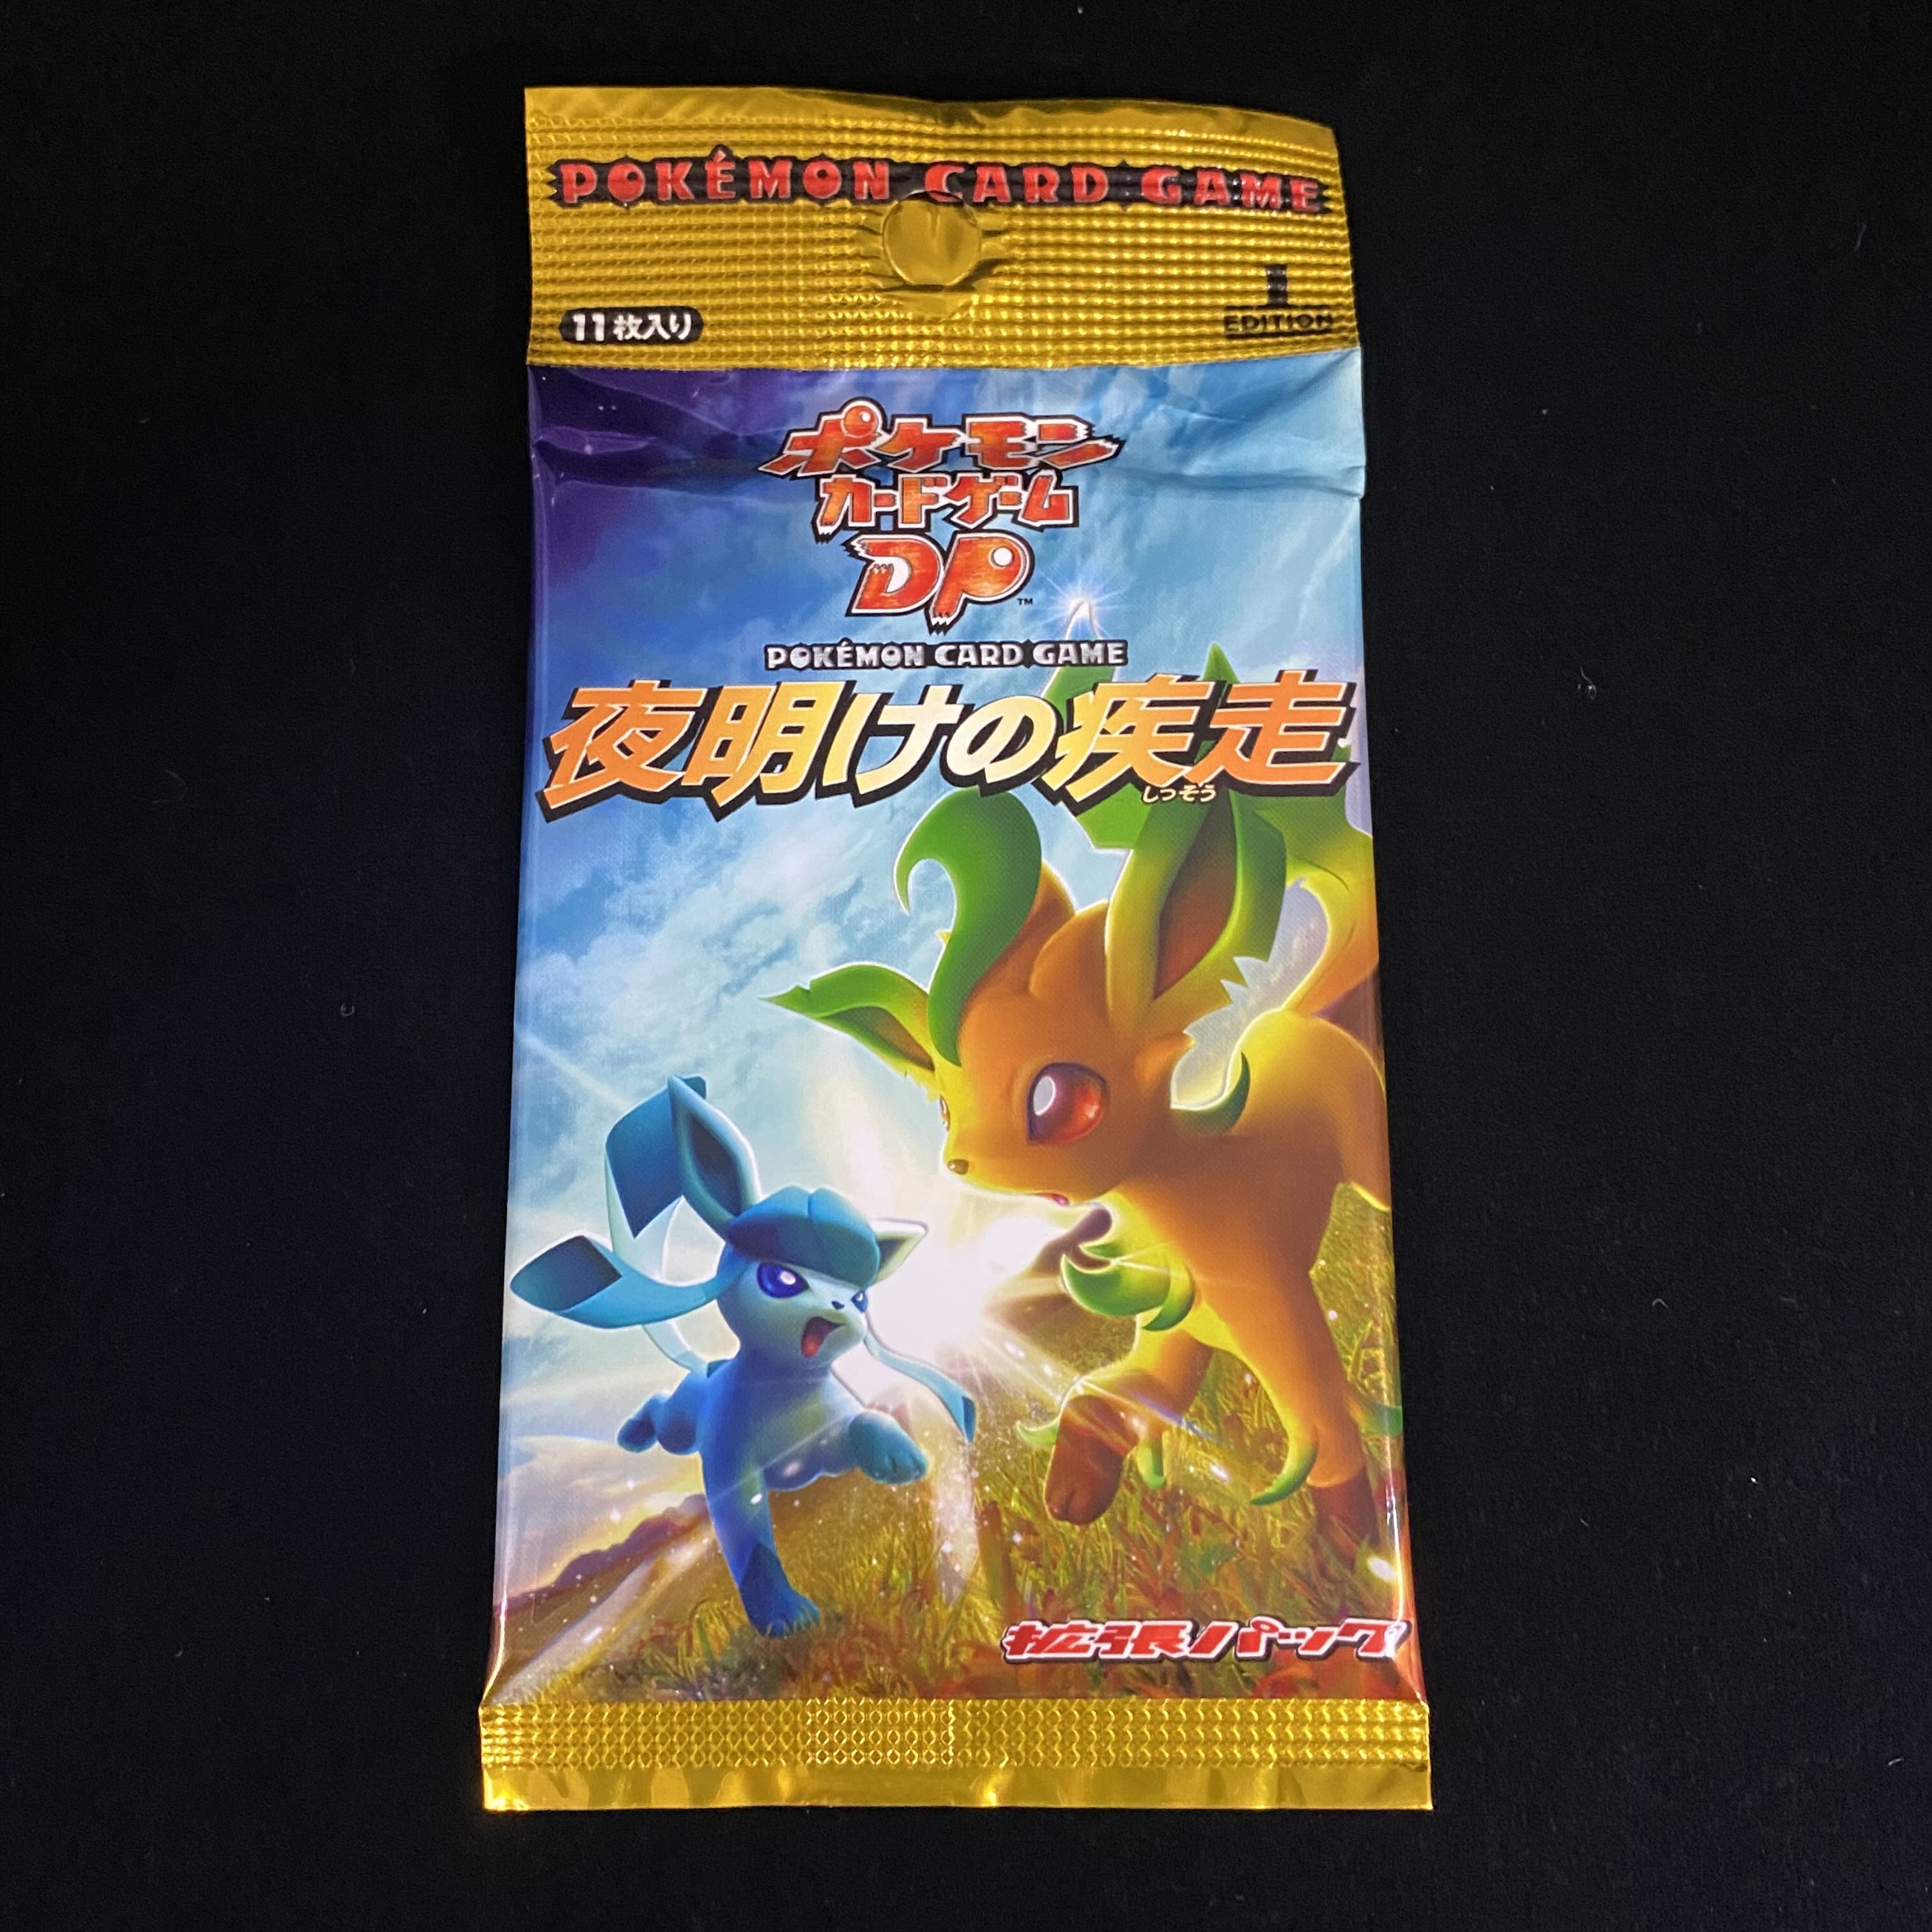 POKÉMON CARD GAME
1
EDITION
11枚入り
ポケモン
カードゲーム
DP™
POKÉMON CARD GAME
夜明けの疾走
しっそう
拡張パック